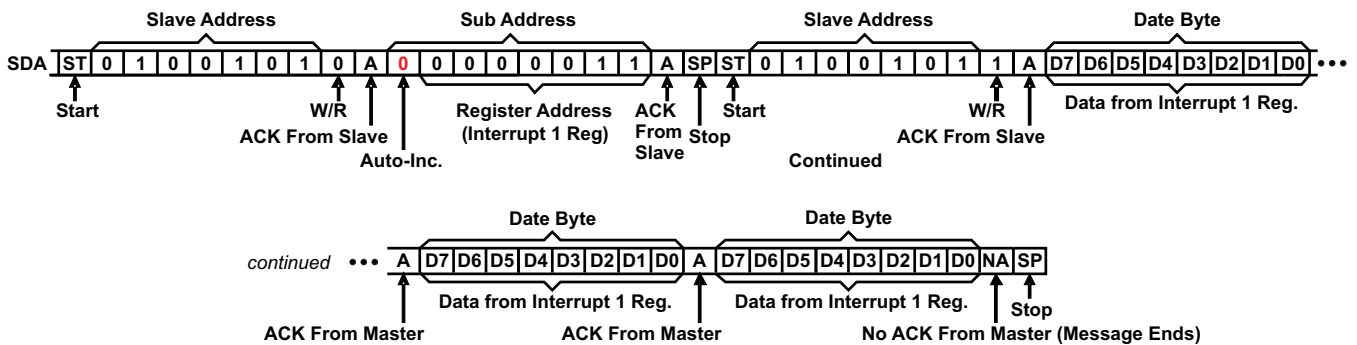 Slave Address Sub Address Slave Address Date Byte
SDA ST 0 1 0 0 1 0 1 0 A 0 0 0 0 0 0 1 1 A SP ST 0 1 0 0 1 0 1 1 A D7 D6 D5 D4 D3 D2 D1 D0 •••
Start W/R Register Address ACK Stop Start W/R Data from Interrupt 1 Reg.
ACK From Slave (Interrupt 1 Reg) From ACK From Slave
Auto-Inc. Slave Continued
Date Byte Date Byte
continued ••• A D7 D6 D5 D4 D3 D2 D1 D0 A D7 D6 D5 D4 D3 D2 D1 D0 NA SP
Data from Interrupt 1 Reg. Data from Interrupt 1 Reg. Stop
ACK From Master ACK From Master No ACK From Master (Message Ends)